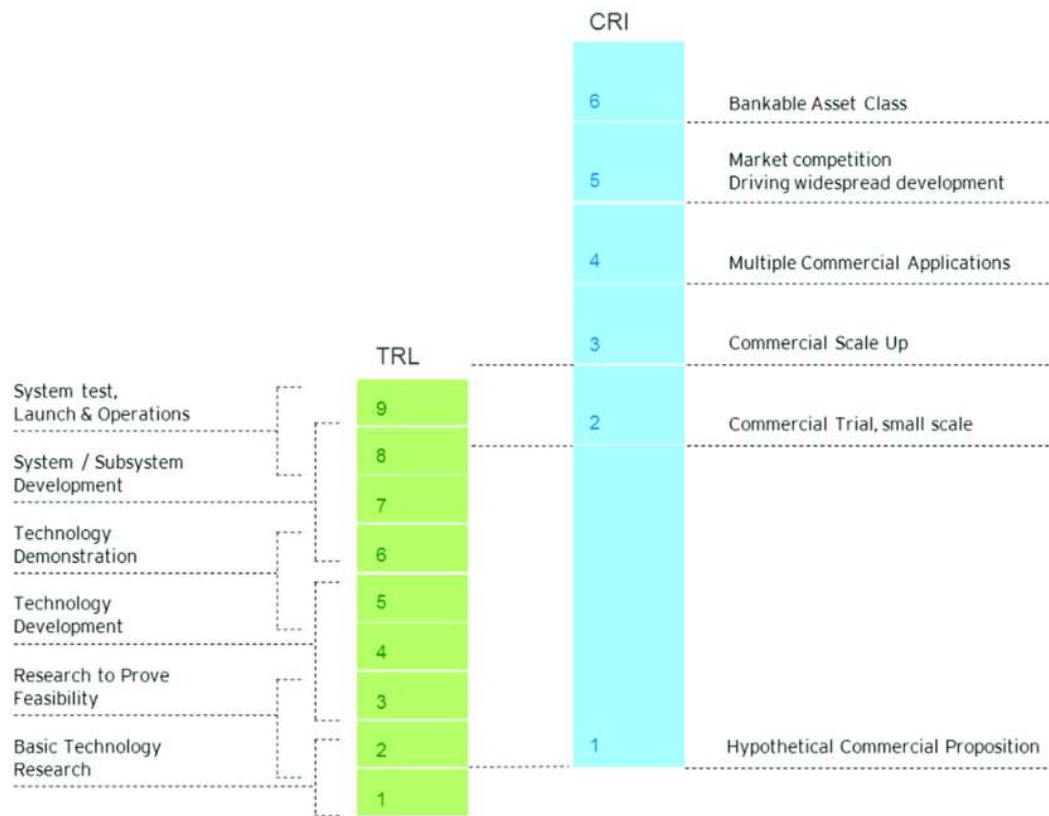 CRI
6
Bankable Asset Class
Market competition
5
Driving widespread development
4
Multiple Commercial Applications
3
Commercial Scale Up
2
Commercial Trial, small scale
1
Hypothetical Commercial Proposition
TRL
System test,
Launch & Operations
9
8
System / Subsystem
Development
7
Technology
Demonstration
6
Technology
Development
5
4
Research to Prove
Feasibility
3
Basic Technology
Research
2
1